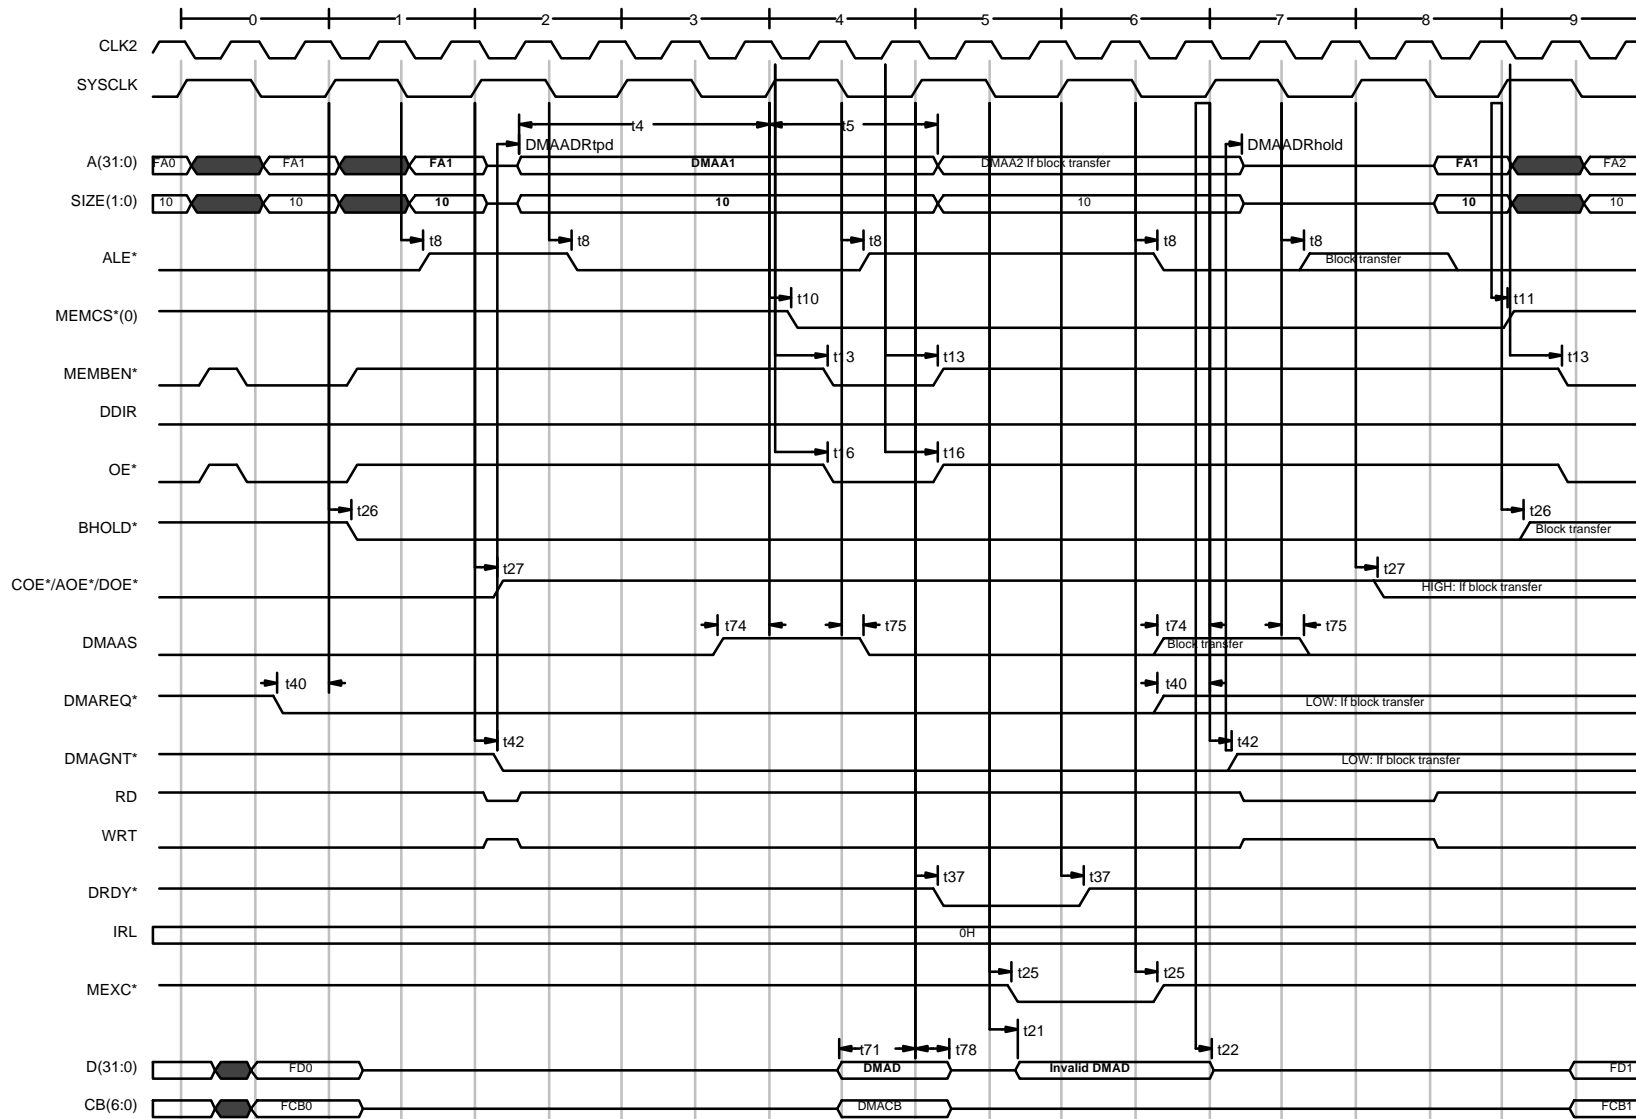 0 1 2 3 4 5 6 7 8 9
CLK2
SYSCLK
t4 t5
DMAADRtpd DMAADRhold
A(31:0) FA0 FA1 FA1 DMAA1 DMAA2 If block transfer FA1 FA2
SIZE(1:0) 10 10 10 10 10 10 10
t8 t8 t8 t8 t8
ALE* Block transfer
t10 t11
MEMCS*(0)
t13 t13 t13
MEMBEN*
DDIR
t16 t16
OE*
t26 t26
BHOLD* Block transfer
t27 t27
COE*/AOE*/DOE* HIGH: If block transfer
t74 t75 t74 t75
DMAAS Block transfer
t40 t40
DMAREQ* LOW: If block transfer
t42 t42
DMAGNT* LOW: If block transfer
RD
WRT
t37 t37
DRDY*
IRL 0H
t25 t25
MEXC*
t21
t71 t78 t22
D(31:0) FD0 DMAD Invalid DMAD FD1
CB(6:0) FCB0 DMACB FCB1